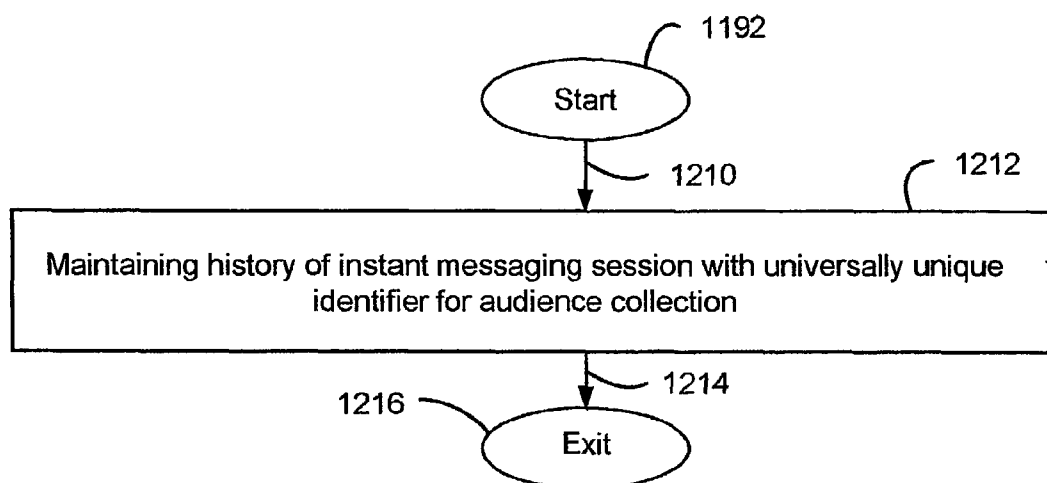 1192
Start
1210
1212
Maintaining history of instant messaging session with universally unique
identifier for audience collection
1214
1216
Exit